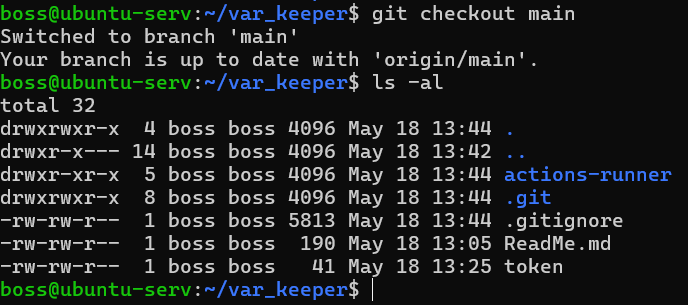 boss@ubuntu-serv:~/var_keeper$ git checkout main
Switched to branch 'main'
Your branch is up to date with 'origin/main'.
boss@ubuntu-serv:~/var_keeper$ ls -al
total 32
drwxrwxr-x  4 boss boss 4096 May 18 13:44 .
drwxr-x--- 14 boss boss 4096 May 18 13:42 ..
drwxr-xr-x  5 boss boss 4096 May 18 13:44 actions-runner
drwxrwxr-x  8 boss boss 4096 May 18 13:44 .git
-rw-rw-r--  1 boss boss 5813 May 18 13:44 .gitignore
-rw-rw-r--  1 boss boss  190 May 18 13:05 ReadMe.md
-rw-rw-r--  1 boss boss   41 May 18 13:25 token
boss@ubuntu-serv:~/var_keeper$